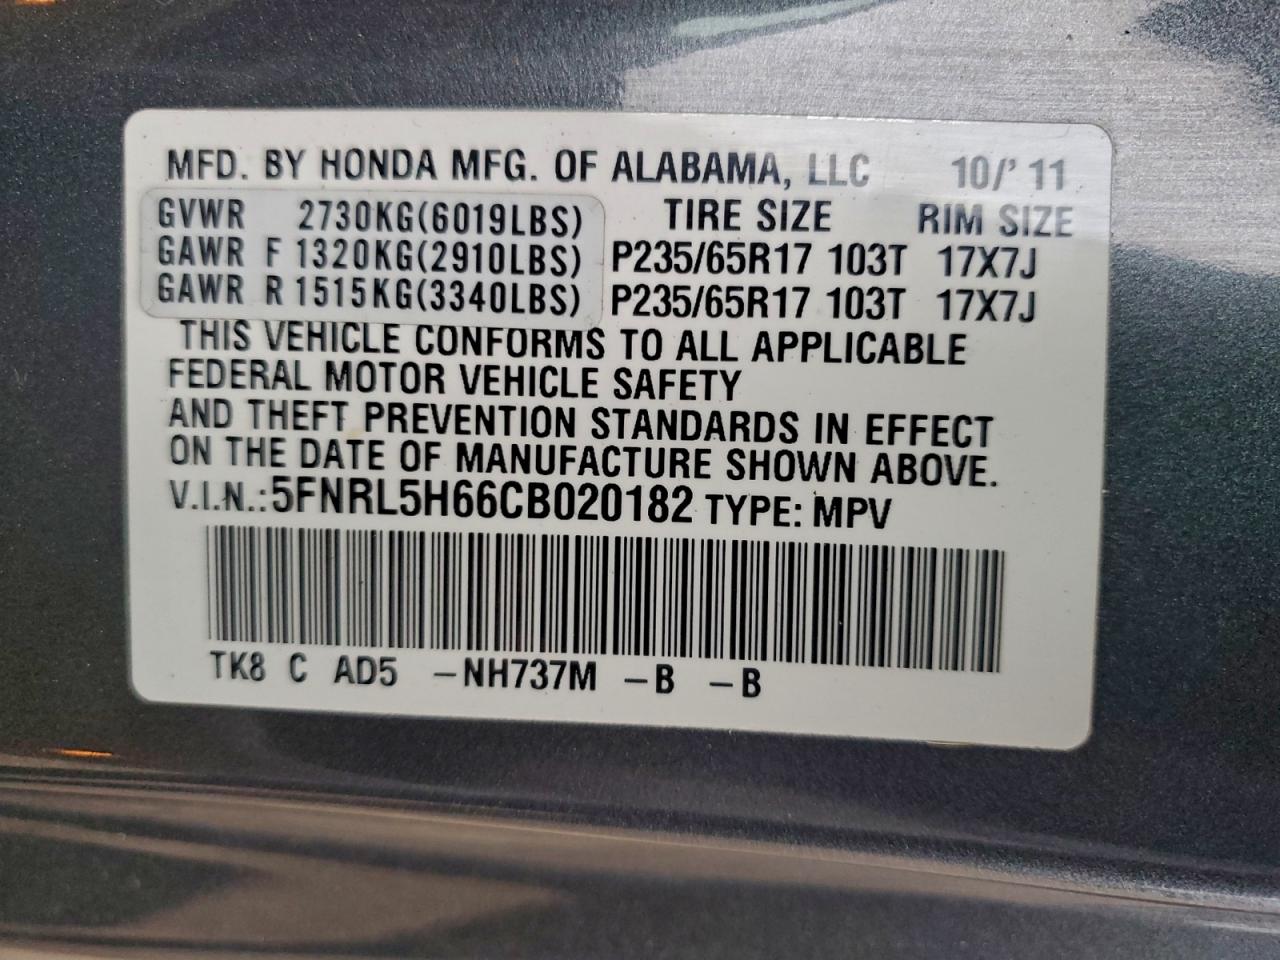 MFD. BY HONDA MFG. OF ALABAMA, LLC 10/' 11
GVWR 2730KG(6019LBS) TIRE SIZE RIM SIZE
GAWR F 1320KG(2910LBS) P235/65R17 103T 17X7J
GAWR R 1515KG(3340LBS) P235/65R17 103T 17X7J
THIS VEHICLE CONFORMS TO ALL APPLICABLE
FEDERAL MOTOR VEHICLE SAFETY
AND THEFT PREVENTION STANDARDS IN EFFECT
ON THE DATE OF MANUFACTURE SHOWN ABOVE.
V.I.N.: 5FNRL5H66CB020182 TYPE: MPV
TK8 C AD5 –NH737M –B –B